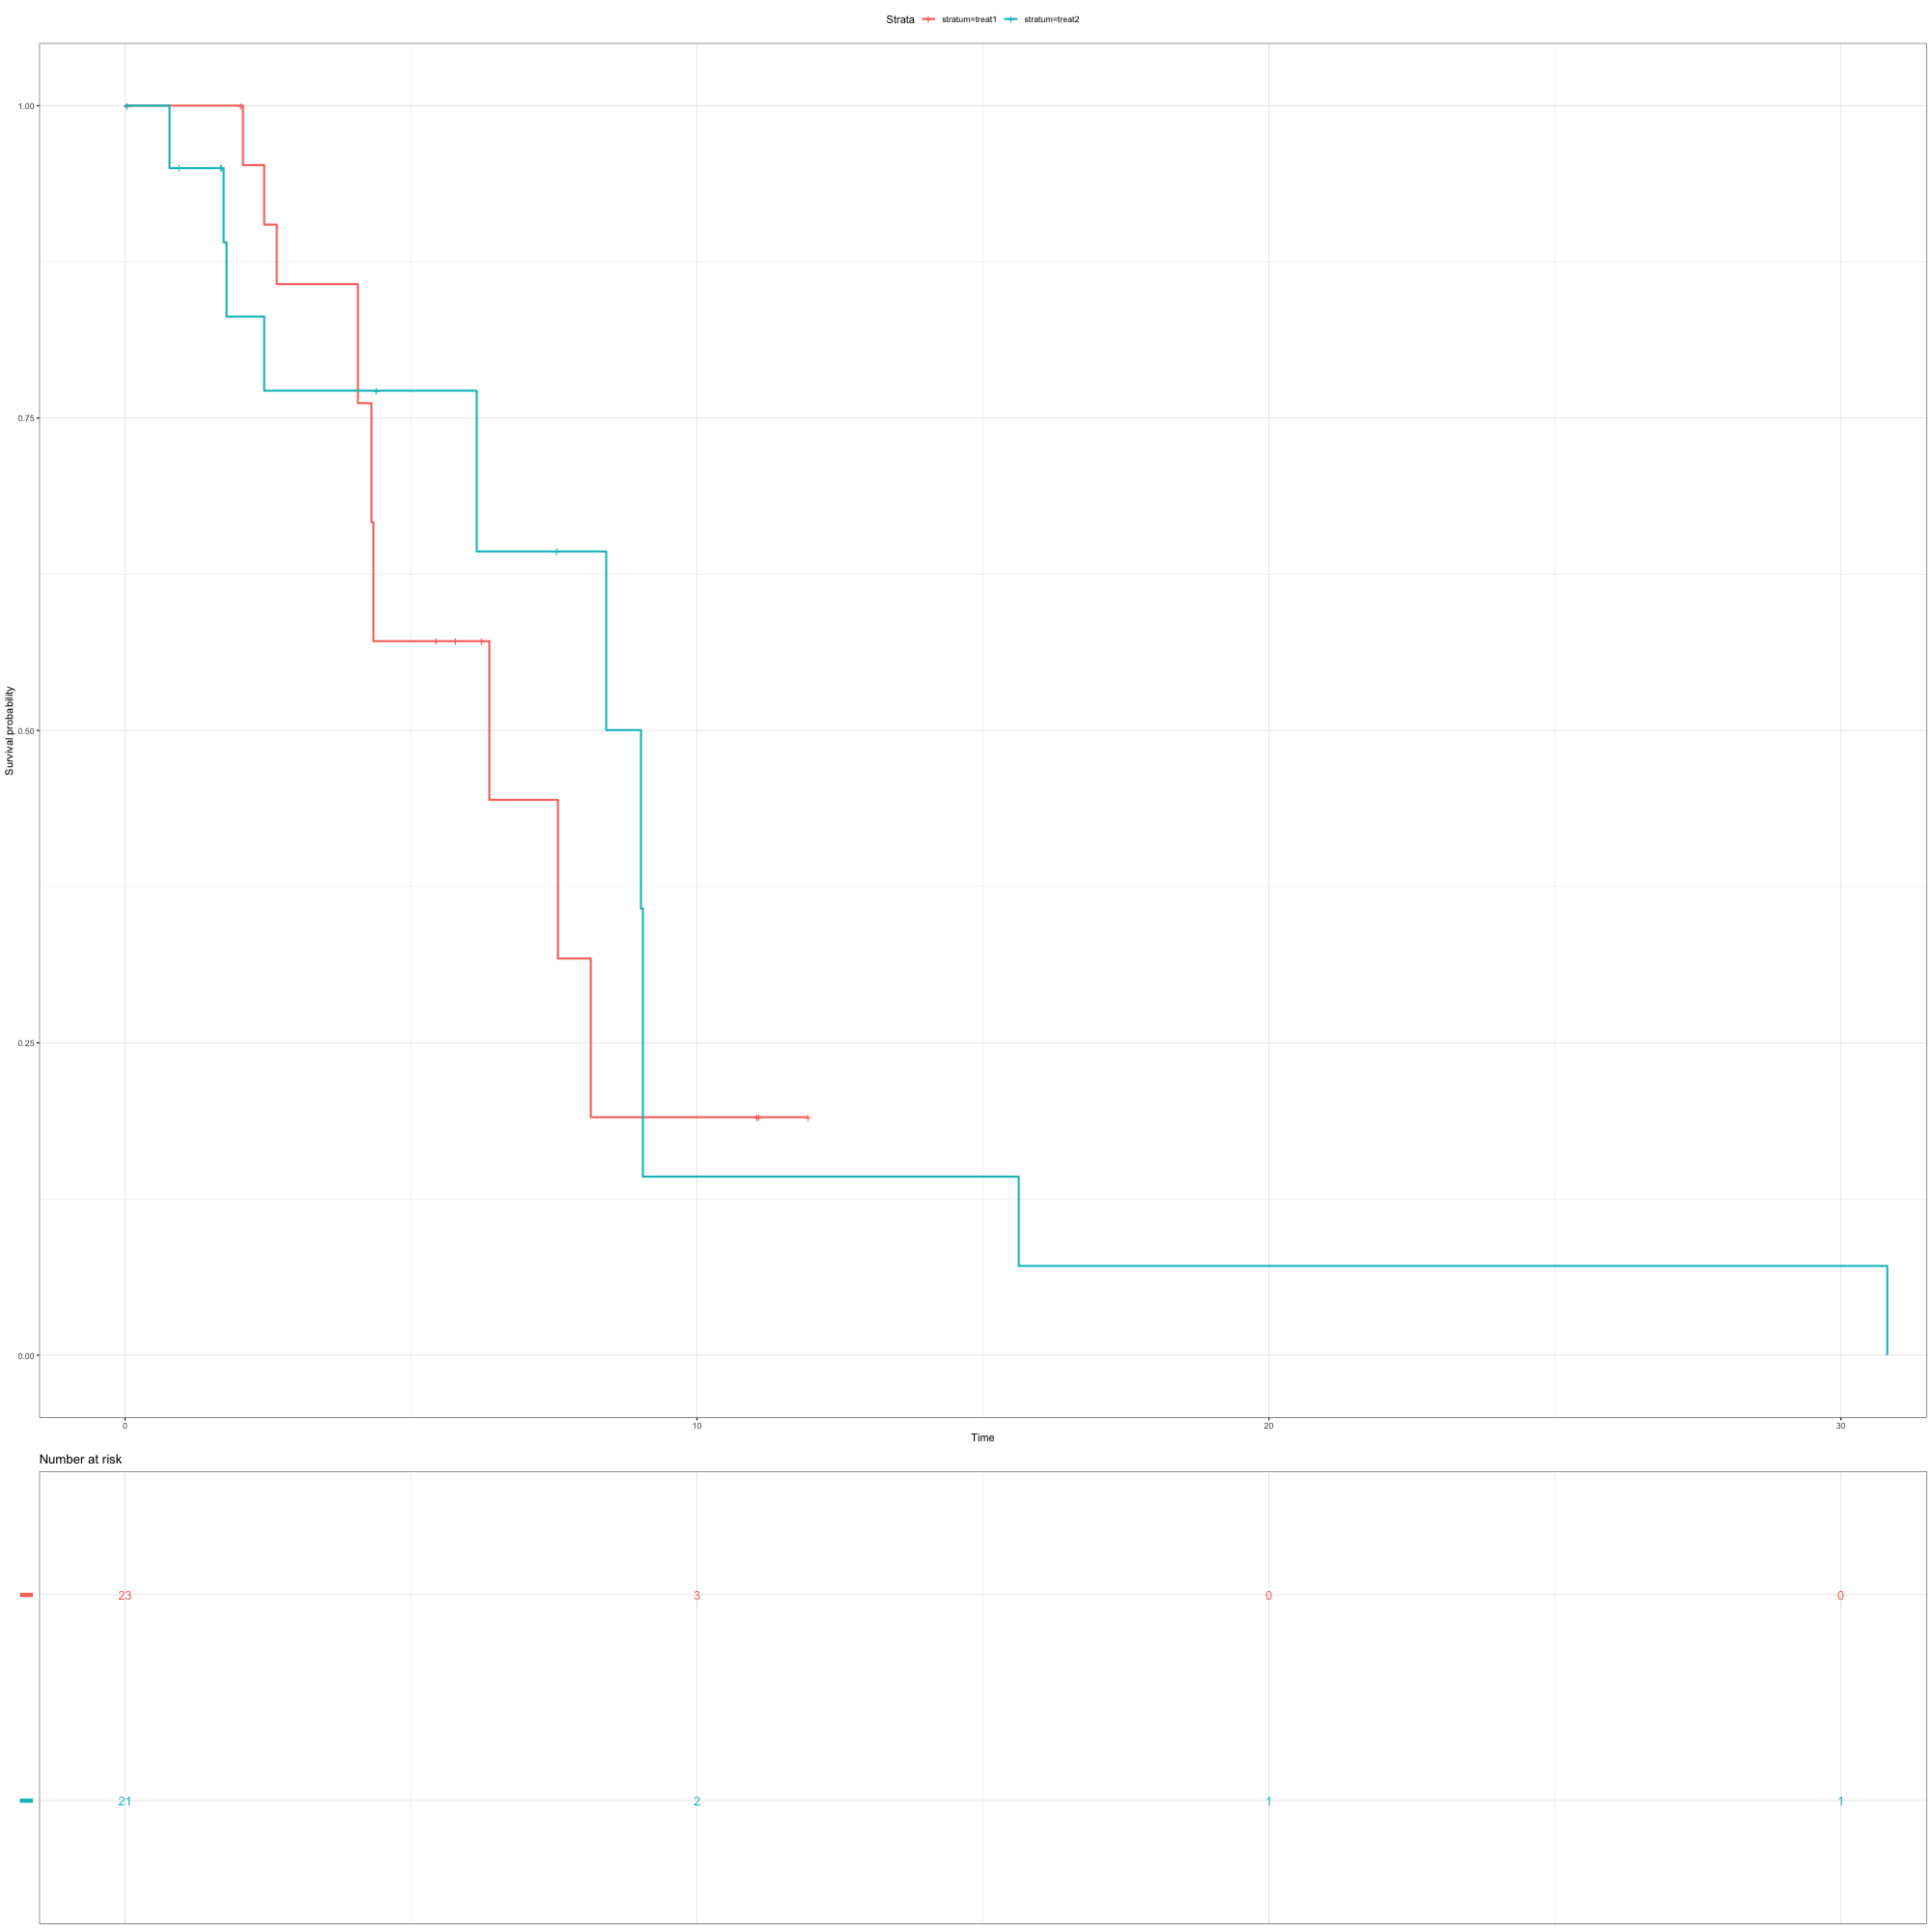 Strata stratum=treat1 stratum=treat2
1.00
0.75
0.50
0.25
0.00
Survival probability
0 10 20 30
Time
Number at risk
23 3 0 0
21 2 1 1